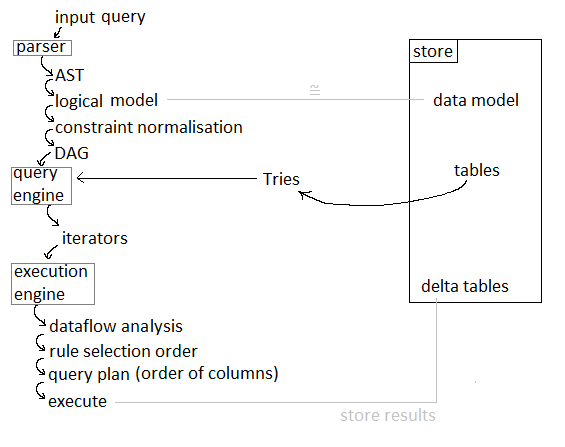 input query
parser
AST
logical model
≅
constraint normalisation
DAG
query
engine
iterators
execution
engine
dataflow analysis
rule selection order
query plan (order of columns)
execute
store results
Tries
store
data model
tables
delta tables